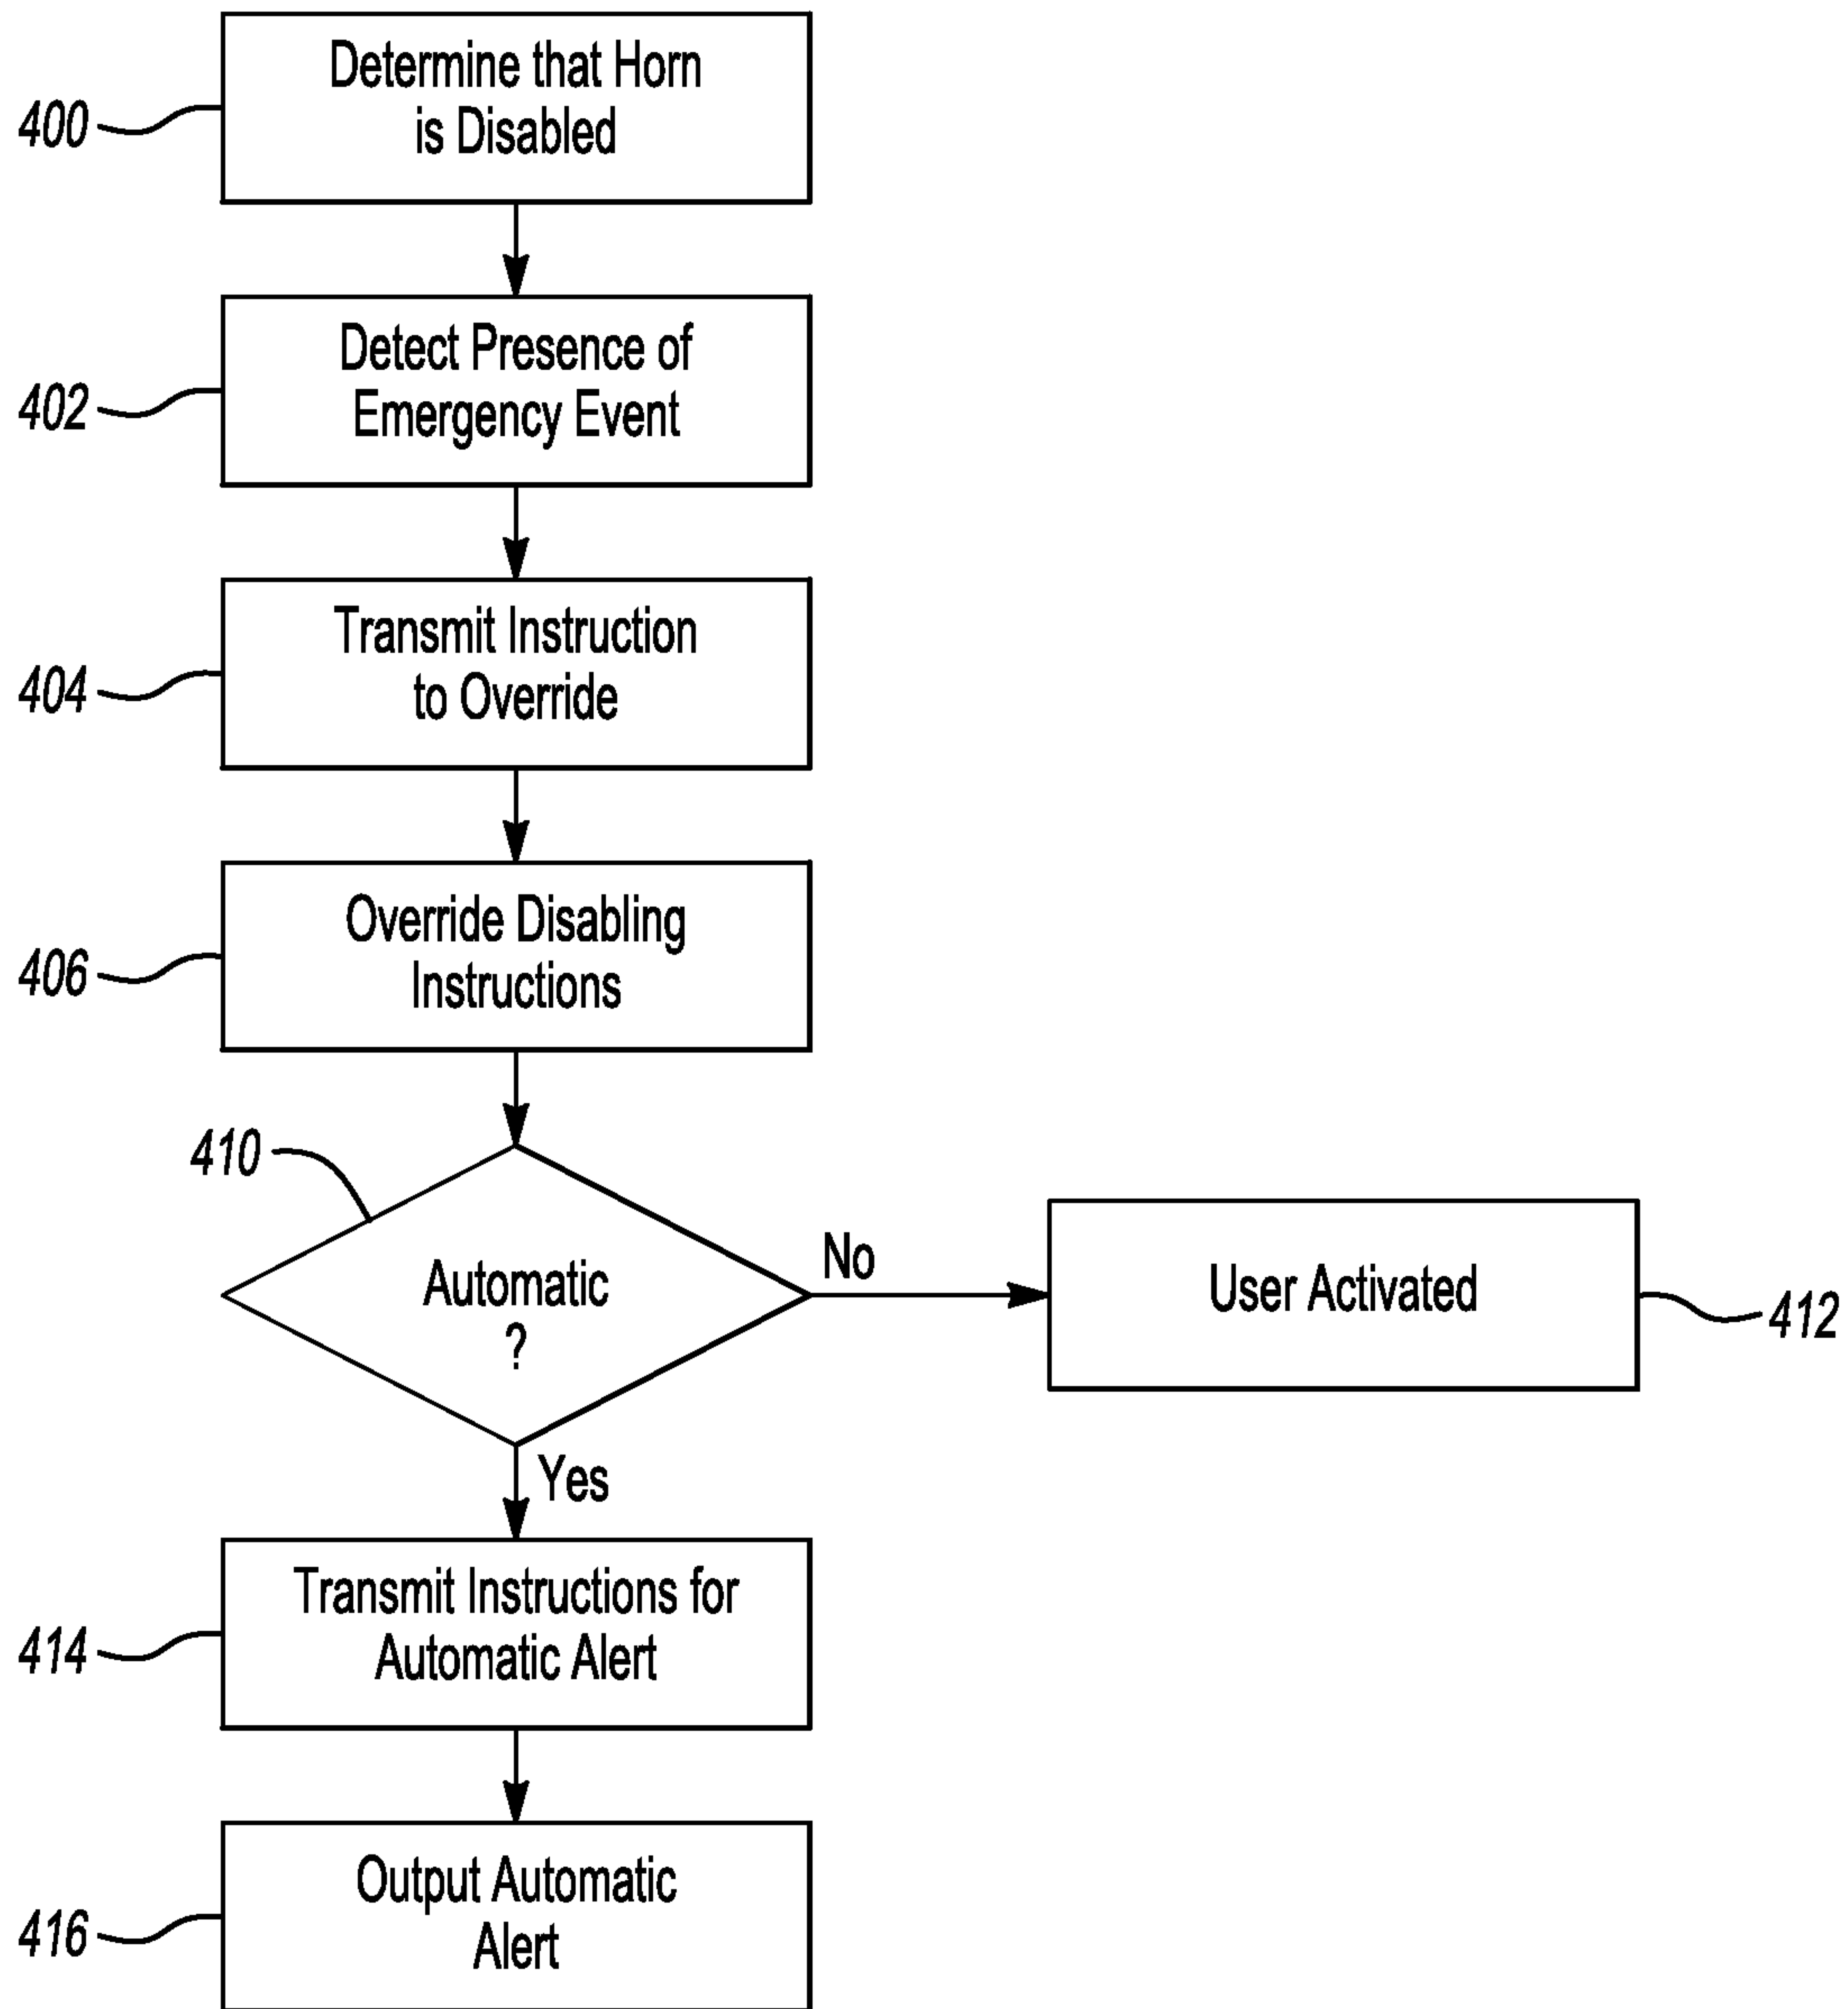 Determine that Horn
is Disabled
400
Detect Presence of
Emergency Event
402
Transmit Instruction
to Override
404
Override Disabling
Instructions
406
410
Automatic
?
No
User Activated
412
Yes
Transmit Instructions for
Automatic Alert
414
Output Automatic
Alert
416